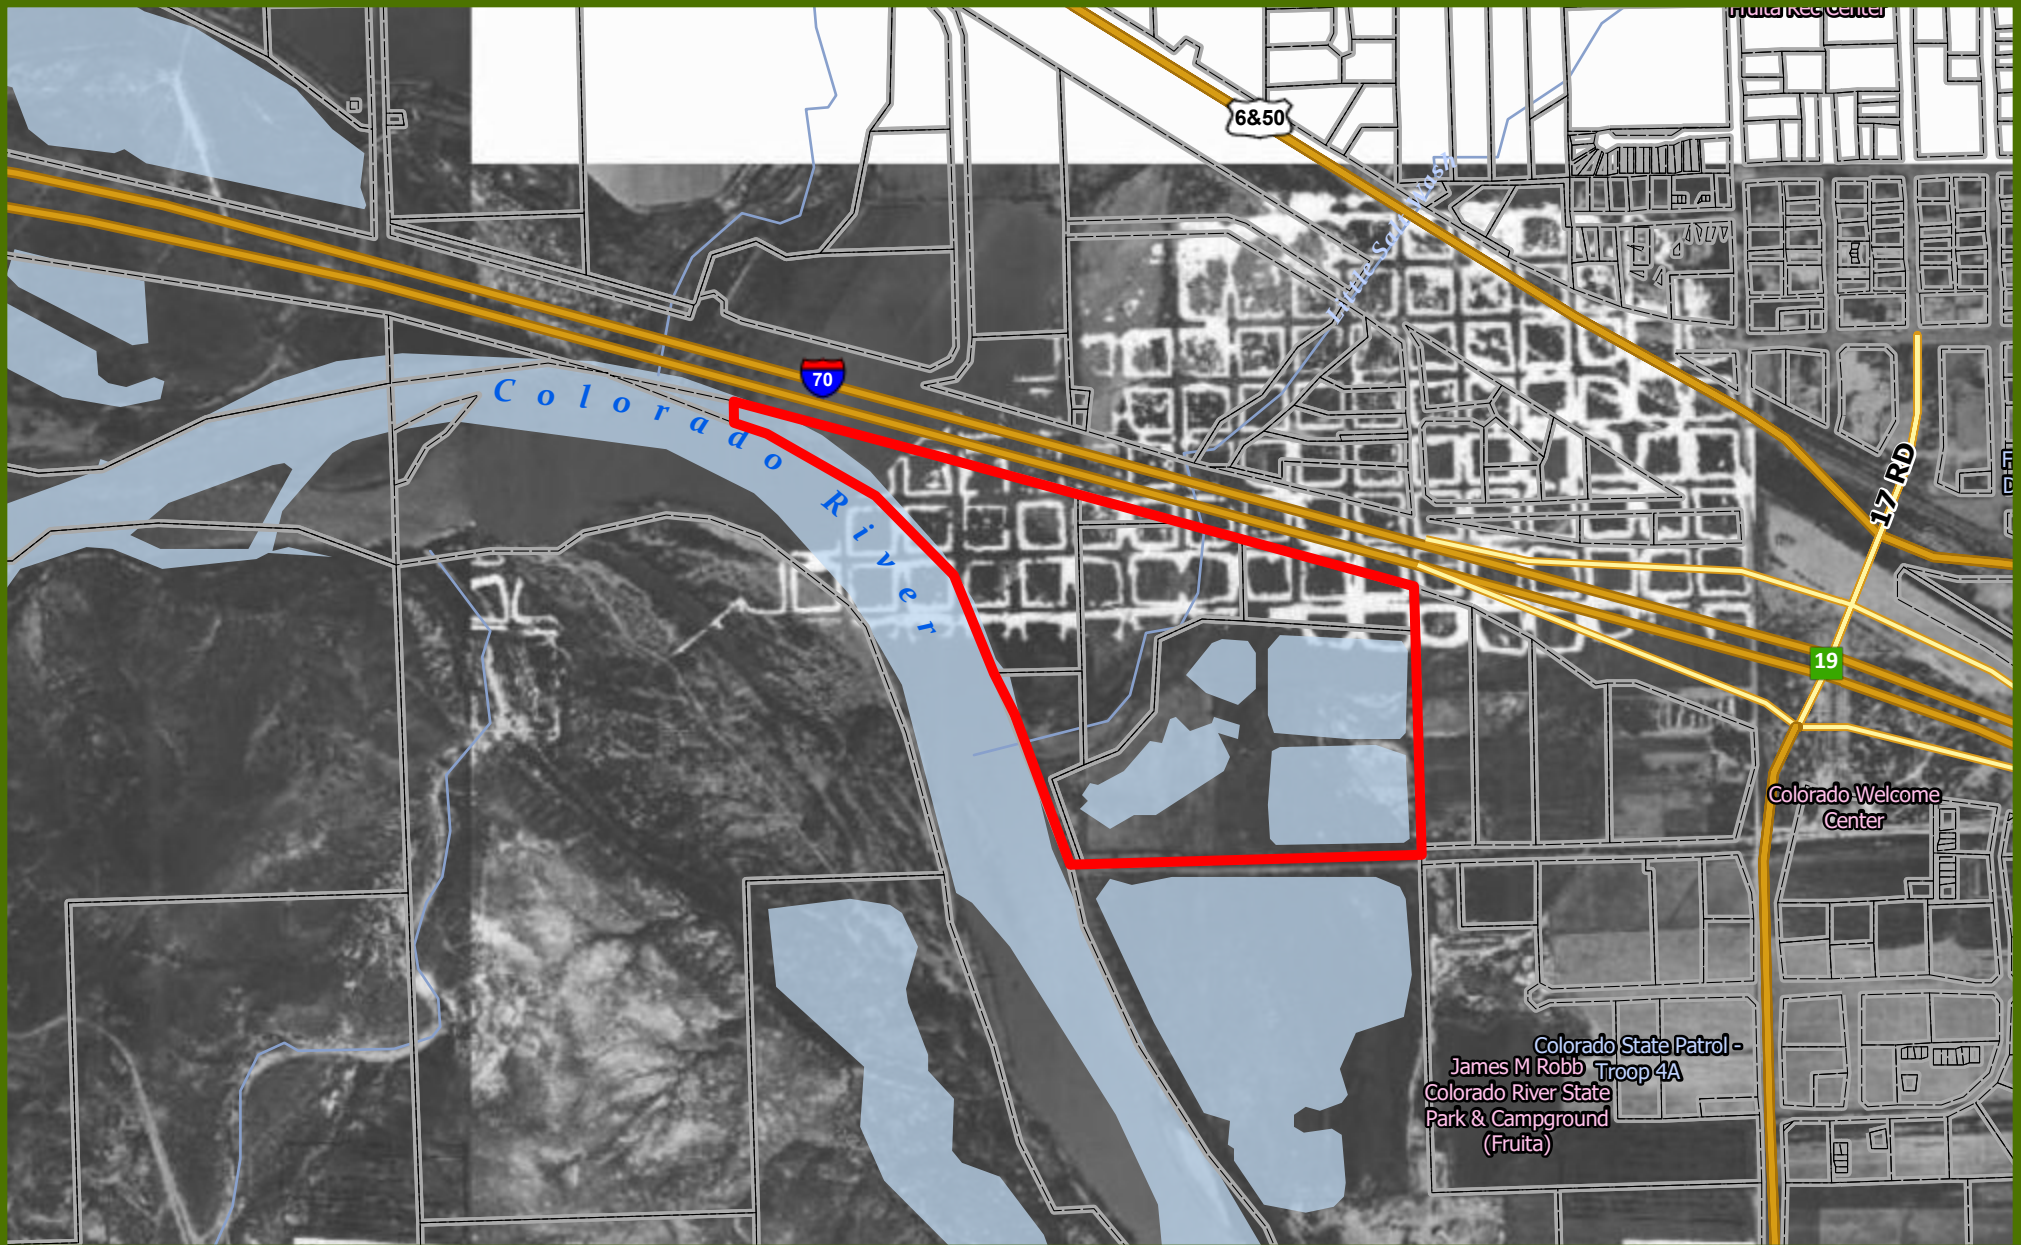 Fruita Rec Center
6&50
Little Salt Wash
70
Colorado River
17 RD
19
Colorado Welcome
Center
Colorado State Patrol -
Troop 4A
James M Robb
Colorado River State
Park & Campground
(Fruita)